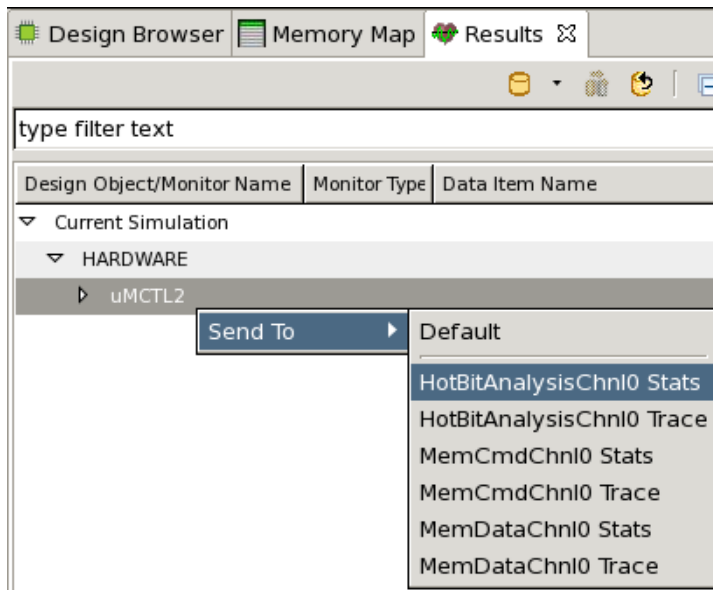 Design Browser Memory Map Results
type filter text
Design Object/Monitor Name Monitor Type Data Item Name
Current Simulation
HARDWARE
uMCTL2
Send To Default
HotBitAnalysisChnl0 Stats
HotBitAnalysisChnl0 Trace
MemCmdChnl0 Stats
MemCmdChnl0 Trace
MemDataChnl0 Stats
MemDataChnl0 Trace